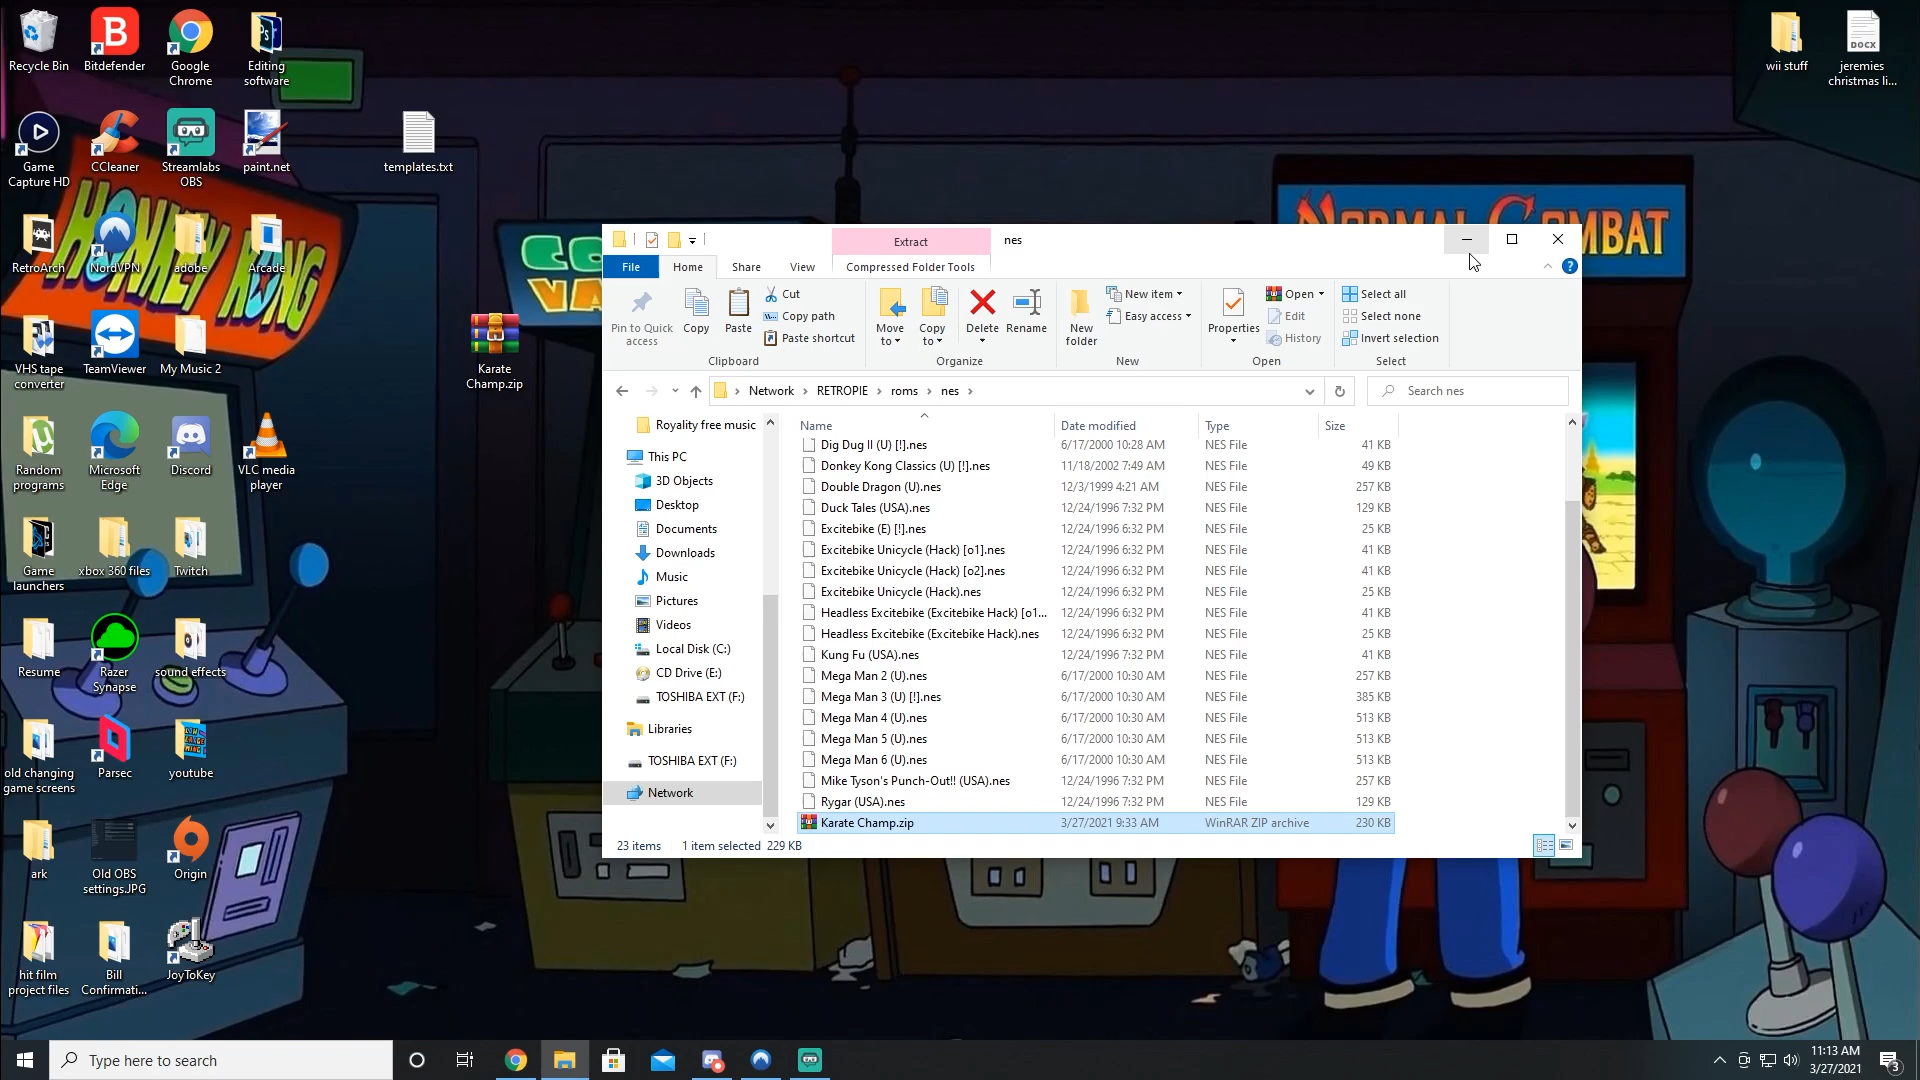 Recycle Bin
Bitdefender
Google
Chrome
Editing
software
wii stuff
DOCX
jeremies
christmas li...
Game
Capture HD
CCleaner
Streamlabs
OBS
paint.net
templates.txt
HONKEY KONG
NORMAL COMBAT
RetroArch
NordVPN
adobe
Arcade
VHS tape
converter
TeamViewer
My Music 2
Karate
Champ.zip
Random
programs
Microsoft
Edge
Discord
VLC media
player
Game
launchers
xbox 360 files
Twitch
Resume
Razer
Synapse
sound effects
old changing
game screens
Parsec
youtube
ark
Old OBS
settings.JPG
Origin
hit film
project files
Bill
Confirmati...
JoyToKey
Extract
nes
File
Home
Share
View
Compressed Folder Tools
Pin to Quick
access
Copy
Paste
Cut
Copy path
Paste shortcut
Clipboard
Move
to
Copy
to
Delete
Rename
Organize
New
folder
New item
Easy access
New
Properties
Open
Edit
History
Open
Select all
Select none
Invert selection
Select
Network
RETROPIE
roms
nes
Search nes
Royality free music
This PC
3D Objects
Desktop
Documents
Downloads
Music
Pictures
Videos
Local Disk (C:)
CD Drive (E:)
TOSHIBA EXT (F:)
Libraries
TOSHIBA EXT (F:)
Network
Name Date modified Type Size
Dig Dug II (U) [!].nes 6/17/2000 10:28 AM NES File 41 KB
Donkey Kong Classics (U) [!].nes 11/18/2002 7:49 AM NES File 49 KB
Double Dragon (U).nes 12/3/1999 4:21 AM NES File 257 KB
Duck Tales (USA).nes 12/24/1996 7:32 PM NES File 129 KB
Excitebike (E) [!].nes 12/24/1996 6:32 PM NES File 25 KB
Excitebike Unicycle (Hack) [o1].nes 12/24/1996 6:32 PM NES File 41 KB
Excitebike Unicycle (Hack) [o2].nes 12/24/1996 6:32 PM NES File 41 KB
Excitebike Unicycle (Hack).nes 12/24/1996 6:32 PM NES File 25 KB
Headless Excitebike (Excitebike Hack) [o1... 12/24/1996 6:32 PM NES File 41 KB
Headless Excitebike (Excitebike Hack).nes 12/24/1996 6:32 PM NES File 25 KB
Kung Fu (USA).nes 12/24/1996 7:32 PM NES File 41 KB
Mega Man 2 (U).nes 6/17/2000 10:30 AM NES File 257 KB
Mega Man 3 (U) [!].nes 6/17/2000 10:30 AM NES File 385 KB
Mega Man 4 (U).nes 6/17/2000 10:30 AM NES File 513 KB
Mega Man 5 (U).nes 6/17/2000 10:30 AM NES File 513 KB
Mega Man 6 (U).nes 6/17/2000 10:30 AM NES File 513 KB
Mike Tyson's Punch-Out!! (USA).nes 12/24/1996 7:32 PM NES File 257 KB
Rygar (USA).nes 12/24/1996 7:32 PM NES File 129 KB
Karate Champ.zip 3/27/2021 9:33 AM WinRAR ZIP archive 230 KB
23 items 1 item selected 229 KB
Type here to search
11:13 AM
3/27/2021
3